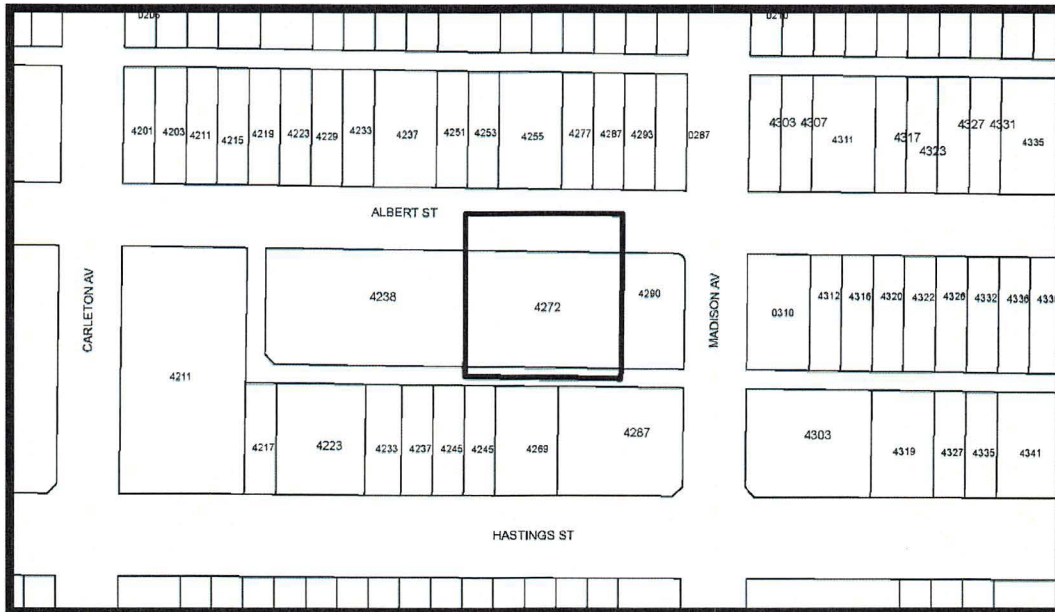 4201 4203 4211 4215 4219 4223 4229 4233 4237 4251 4253 4255 4277 4287 4293 0287 4303 4307 4311 4317 4323 4327 4331 4335
ALBERT ST
CARLETON AV
4211
4238
4272
4290
MADISON AV
0310 4312 4316 4320 4322 4326 4332 4336
4217 4223 4233 4237 4245 4245 4269 4287 4303 4319 4327 4335 4341
HASTINGS ST